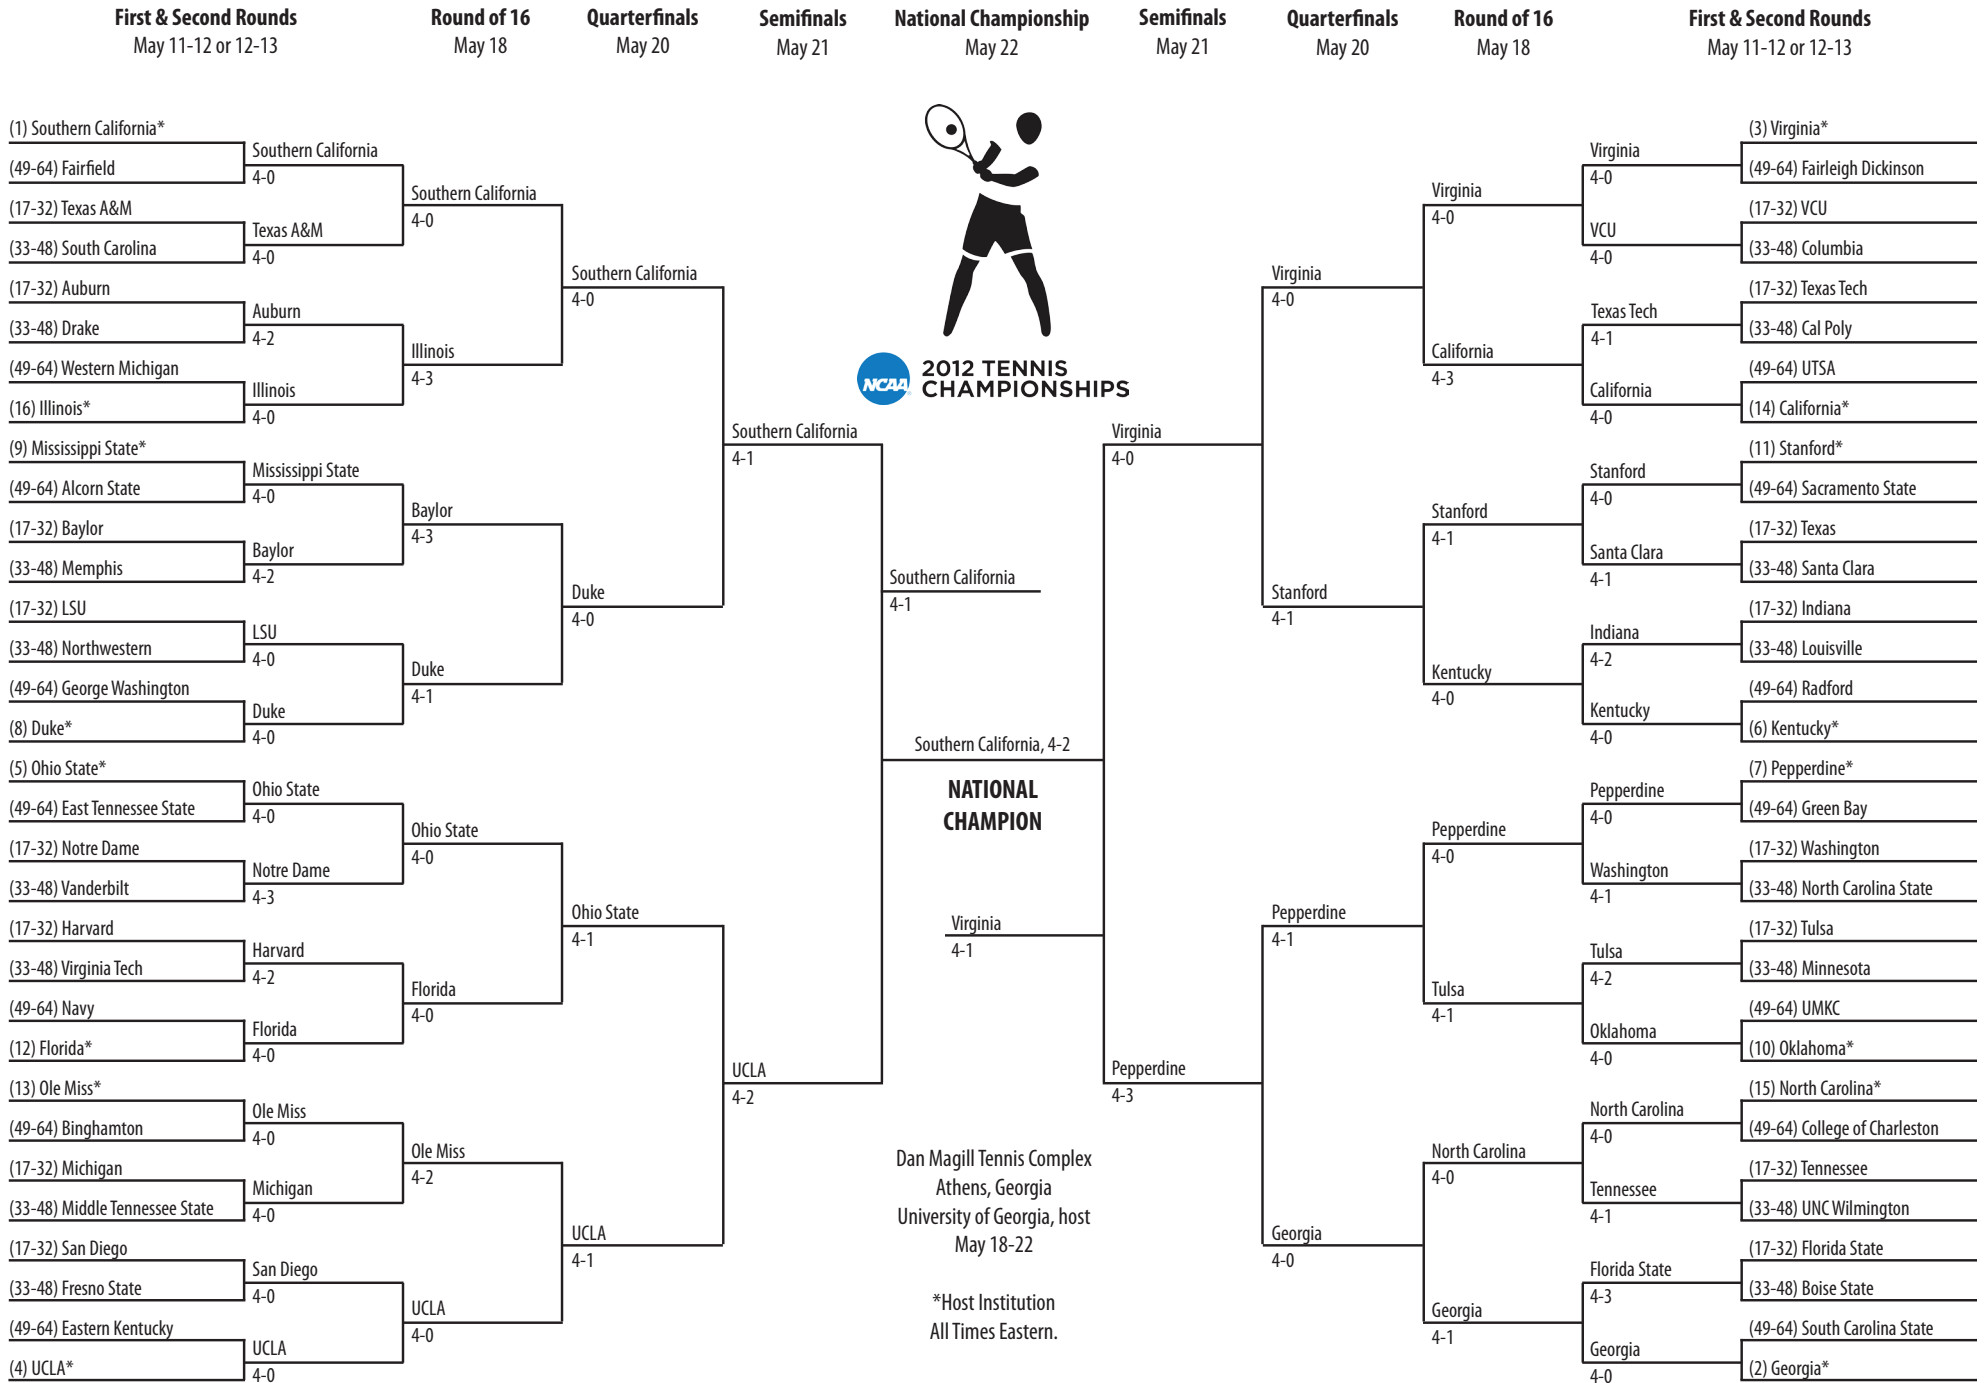 First & Second Rounds
May 11-12 or 12-13
Round of 16
May 18
Quarterfinals
May 20
Semifinals
May 21
National Championship
May 22
Semifinals
May 21
Quarterfinals
May 20
Round of 16
May 18
First & Second Rounds
May 11-12 or 12-13
(1) Southern California*
(49-64) Fairfield
(17-32) Texas A&M
(33-48) South Carolina
(17-32) Auburn
(33-48) Drake
(49-64) Western Michigan
(16) Illinois*
(9) Mississippi State*
(49-64) Alcorn State
(17-32) Baylor
(33-48) Memphis
(17-32) LSU
(33-48) Northwestern
(49-64) George Washington
(8) Duke*
(5) Ohio State*
(49-64) East Tennessee State
(17-32) Notre Dame
(33-48) Vanderbilt
(17-32) Harvard
(33-48) Virginia Tech
(49-64) Navy
(12) Florida*
(13) Ole Miss*
(49-64) Binghamton
(17-32) Michigan
(33-48) Middle Tennessee State
(17-32) San Diego
(33-48) Fresno State
(49-64) Eastern Kentucky
(4) UCLA*
Southern California
4-0
Texas A&M
4-0
Auburn
4-2
Illinois
4-0
Mississippi State
4-0
Baylor
4-2
LSU
4-0
Duke
4-0
Ohio State
4-0
Notre Dame
4-3
Harvard
4-2
Florida
4-0
Ole Miss
4-0
Michigan
4-0
San Diego
4-0
UCLA
4-0
Southern California
4-0
Illinois
4-3
Baylor
4-3
Duke
4-1
Ohio State
4-0
Florida
4-0
Ole Miss
4-2
UCLA
4-0
Southern California
4-0
Duke
4-0
Ohio State
4-1
UCLA
4-1
Southern California
4-1
UCLA
4-2
NCAA
2012 TENNIS
CHAMPIONSHIPS
Southern California
4-1
Southern California, 4-2
NATIONAL
CHAMPION
Virginia
4-1
Dan Magill Tennis Complex
Athens, Georgia
University of Georgia, host
May 18-22
*Host Institution
All Times Eastern.
Virginia
4-0
Pepperdine
4-3
Virginia
4-0
Stanford
4-1
Pepperdine
4-1
Georgia
4-0
Virginia
4-0
California
4-3
Stanford
4-1
Kentucky
4-0
Pepperdine
4-0
Tulsa
4-1
North Carolina
4-0
Georgia
4-1
Virginia
4-0
VCU
4-0
Texas Tech
4-1
California
4-0
Stanford
4-0
Santa Clara
4-1
Indiana
4-2
Kentucky
4-0
Pepperdine
4-0
Washington
4-1
Tulsa
4-2
Oklahoma
4-0
North Carolina
4-0
Tennessee
4-1
Florida State
4-3
Georgia
4-0
(3) Virginia*
(49-64) Fairleigh Dickinson
(17-32) VCU
(33-48) Columbia
(17-32) Texas Tech
(33-48) Cal Poly
(49-64) UTSA
(14) California*
(11) Stanford*
(49-64) Sacramento State
(17-32) Texas
(33-48) Santa Clara
(17-32) Indiana
(33-48) Louisville
(49-64) Radford
(6) Kentucky*
(7) Pepperdine*
(49-64) Green Bay
(17-32) Washington
(33-48) North Carolina State
(17-32) Tulsa
(33-48) Minnesota
(49-64) UMKC
(10) Oklahoma*
(15) North Carolina*
(49-64) College of Charleston
(17-32) Tennessee
(33-48) UNC Wilmington
(17-32) Florida State
(33-48) Boise State
(49-64) South Carolina State
(2) Georgia*